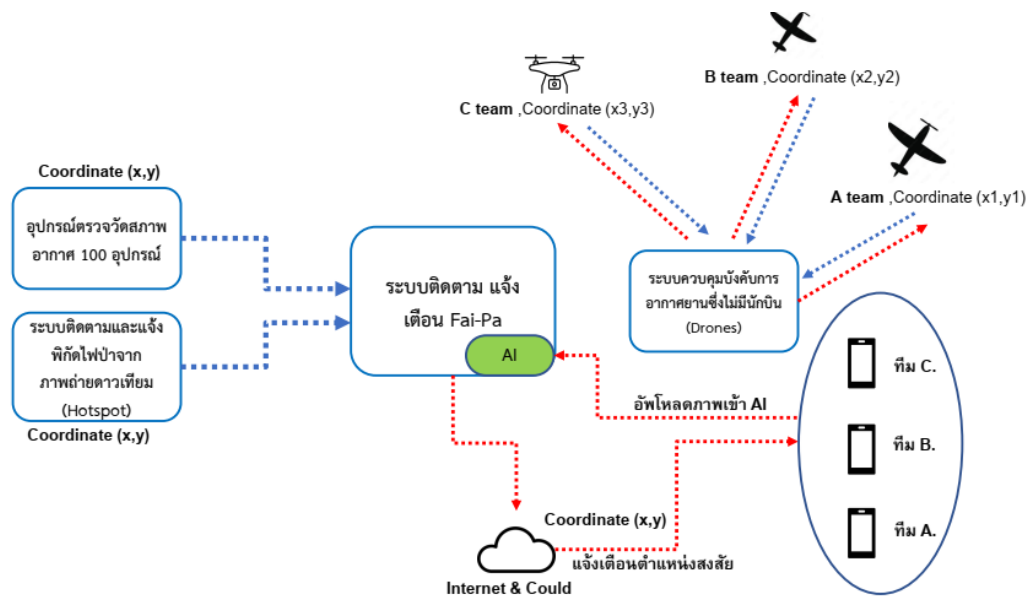 C team ,Coordinate (x3,y3)
B team ,Coordinate (x2,y2)
A team ,Coordinate (x1,y1)
Coordinate (x,y)
อุปกรณ์ตรวจวัดสภาพ
อากาศ 100 อุปกรณ์
ระบบติดตามและแจ้ง
พิกัดไฟป่าจาก
ภาพถ่ายดาวเทียม
(Hotspot)
Coordinate (x,y)
ระบบติดตาม แจ้ง
เตือน Fai-Pa
AI
ระบบควบคุมบังคับการ
อากาศยานซึ่งไม่มีนักบิน
(Drones)
ทีม C.
ทีม B.
ทีม A.
อัพโหลดภาพเข้า AI
Coordinate (x,y)
แจ้งเตือนตำแหน่งสงสัย
Internet & Could